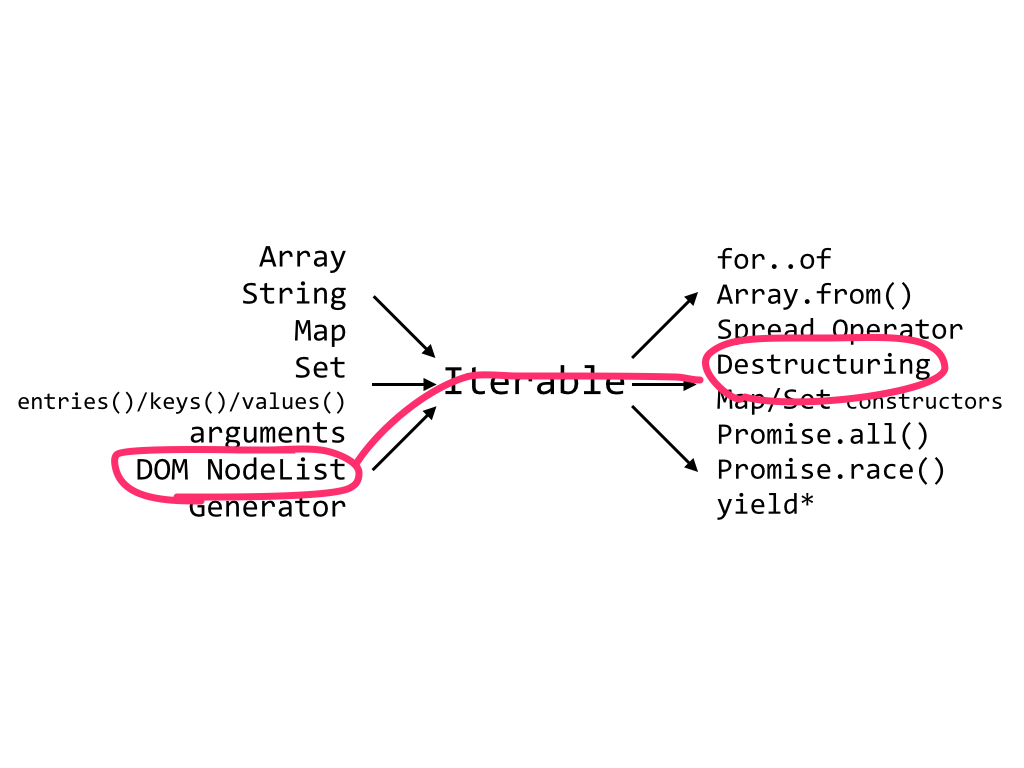 Array
String
Map
Set
entries()/keys()/values()
arguments
DOM NodeList
Generator
Iterable
for..of
Array.from()
Spread Operator
Destructuring
Map/Set constructors
Promise.all()
Promise.race()
yield*